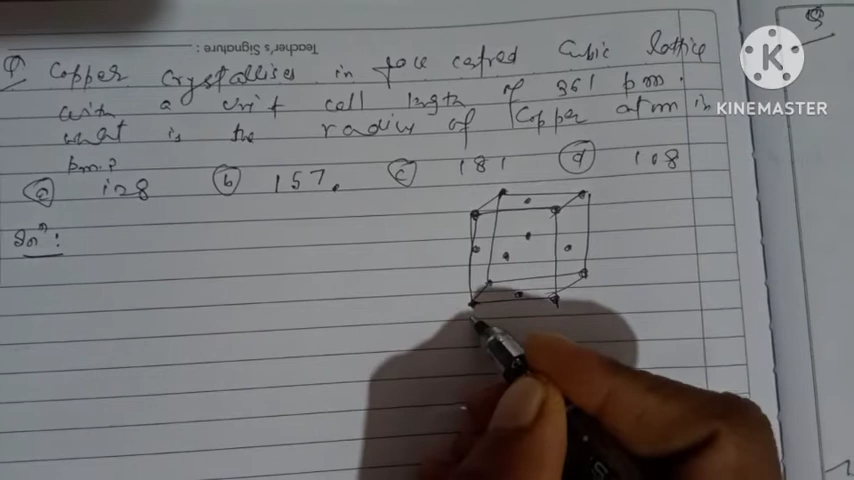 Teacher's Signature:
Q Copper Crystallises in face centred Cubic lattice
with a unit cell length of 361 pm.
what is the radius of Copper atom in
pm?
(a) 128 (b) 157. (c) 181 (d) 108
Solⁿ:
K
KINEMASTER
Q